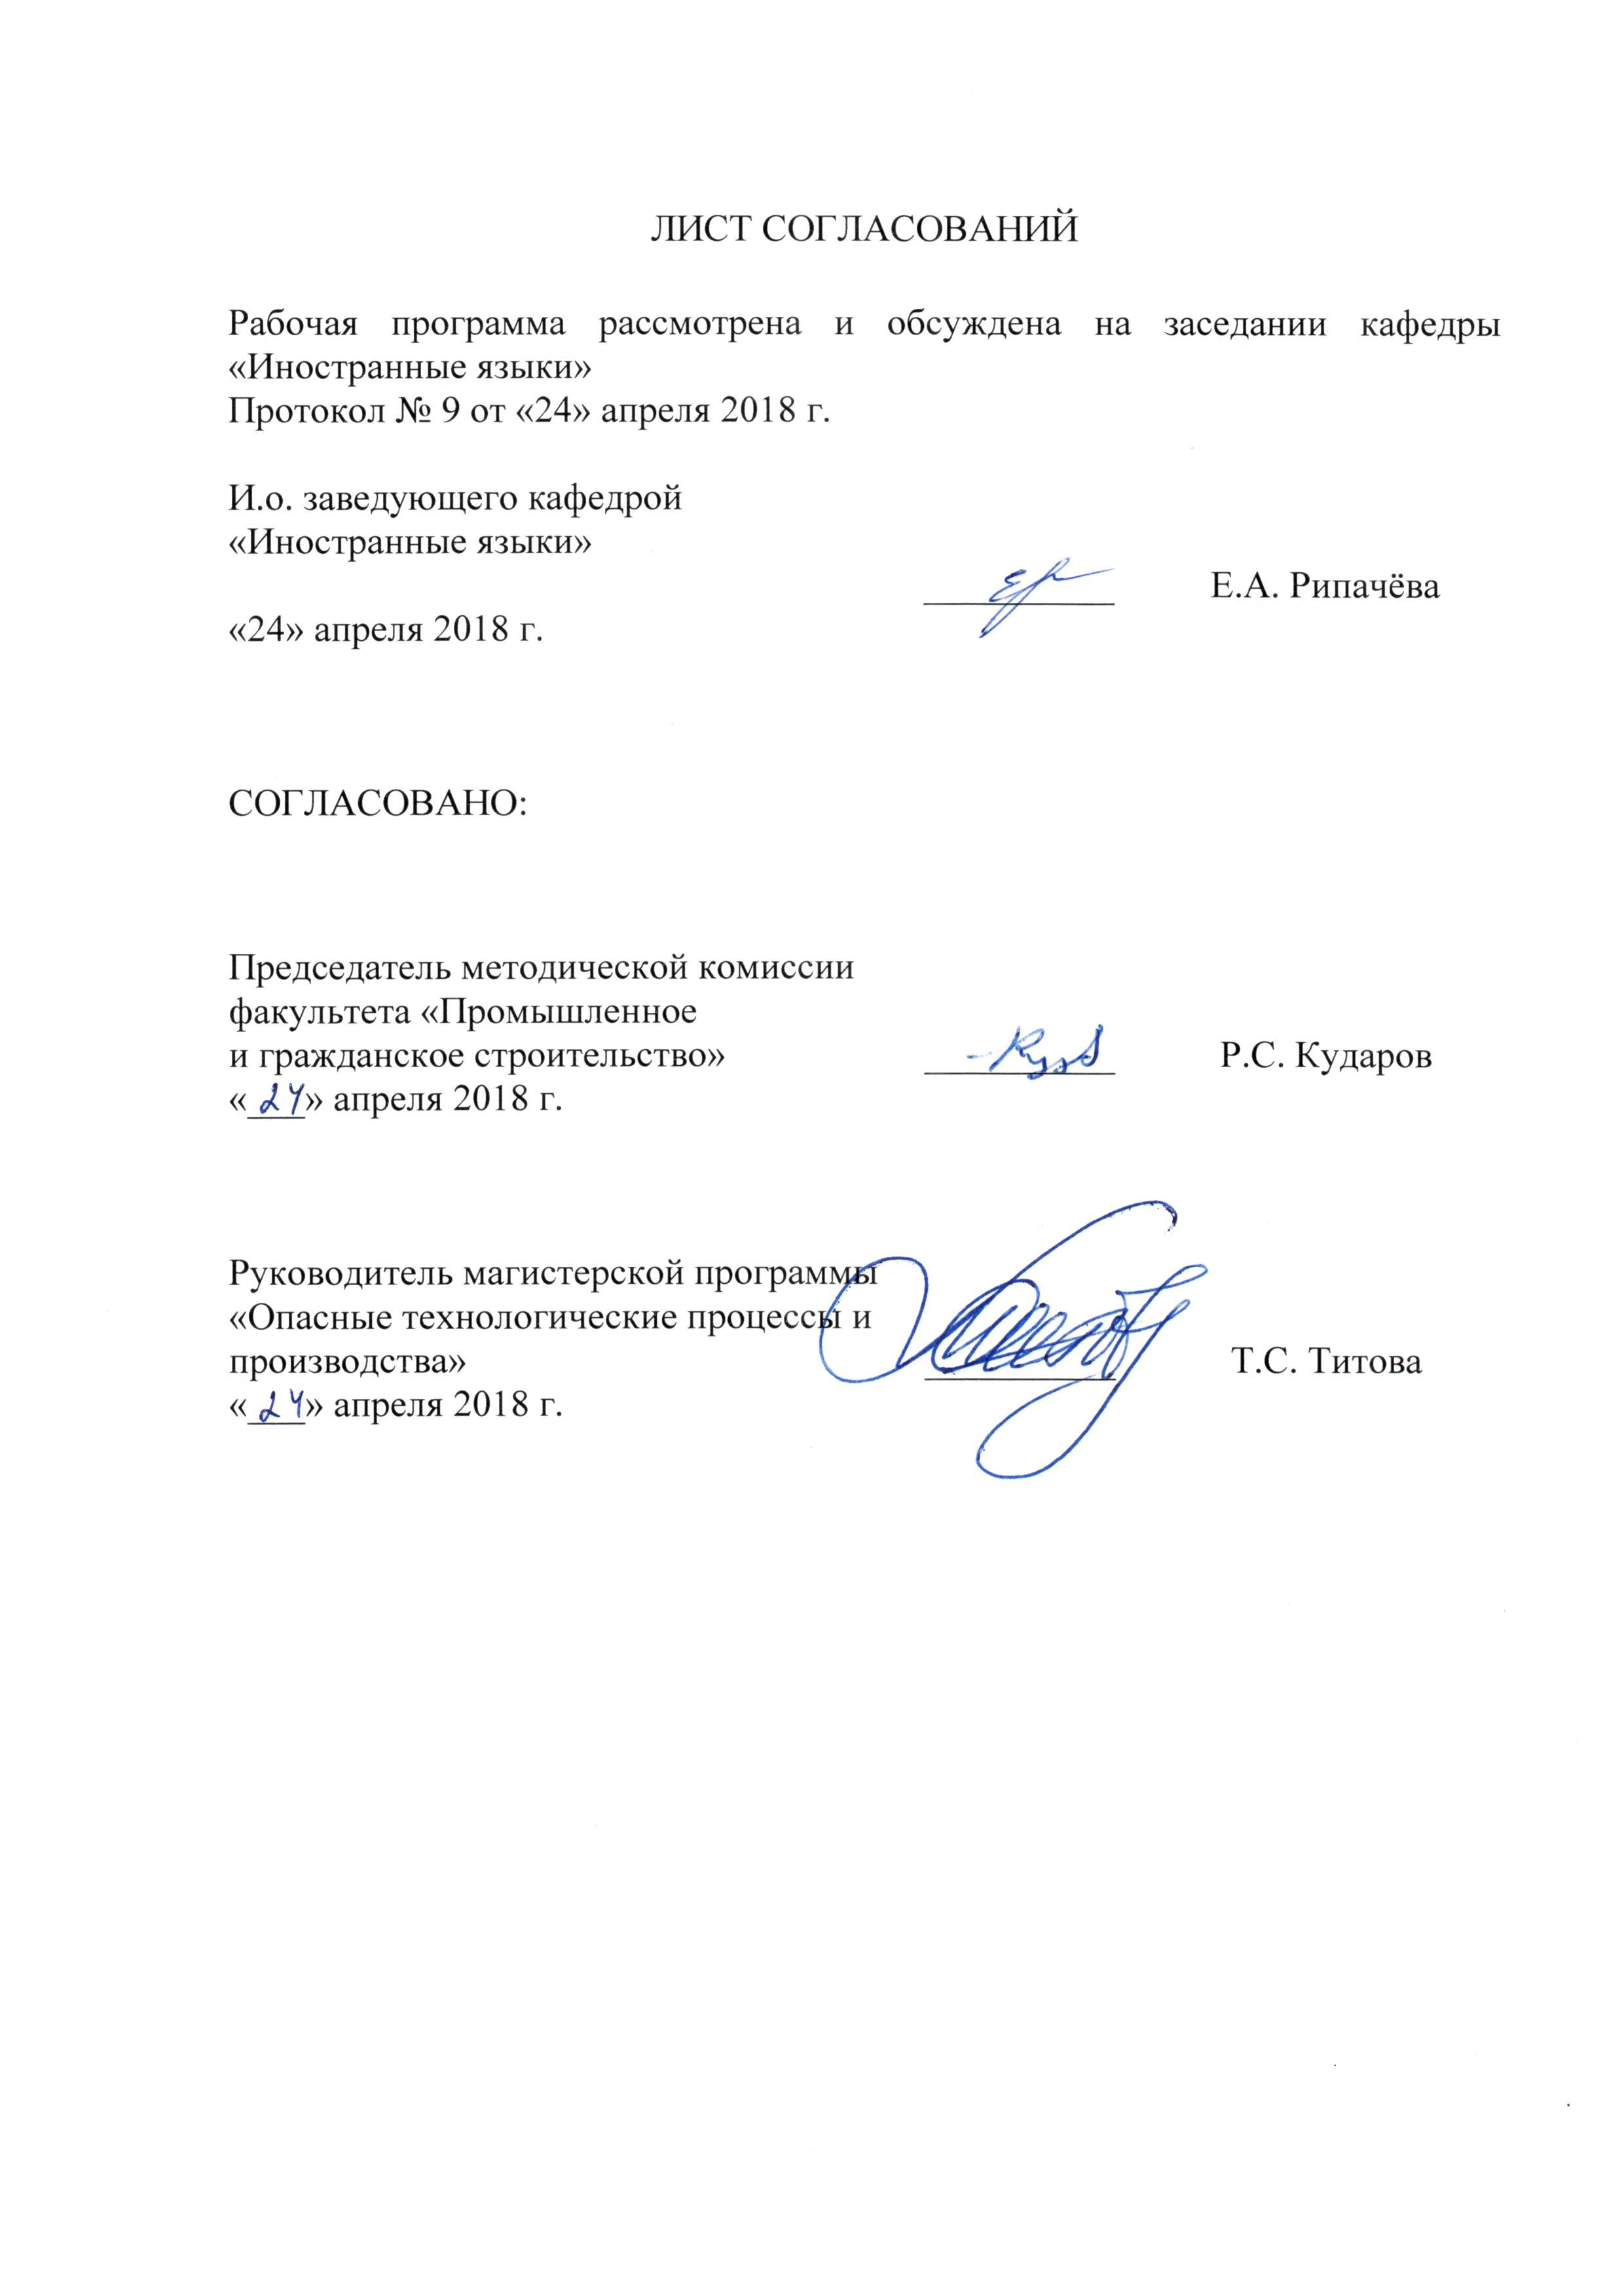 ЛИСТ СОГЛАСОВАНИЙ
Рабочая программа рассмотрена и обсуждена на заседании кафедры
«Иностранные языки»
Протокол № 9 от «24» апреля 2018 г.
И.о. заведующего кафедрой
«Иностранные языки»
Е.А. Рипачёва
«24» апреля 2018 г.
СОГЛАСОВАНО:
Председатель методической комиссии
факультета «Промышленное
и гражданское строительство» Р.С. Кударов
«24» апреля 2018 г.
Руководитель магистерской программы
«Опасные технологические процессы и
производства» Т.С. Титова
«24» апреля 2018 г.